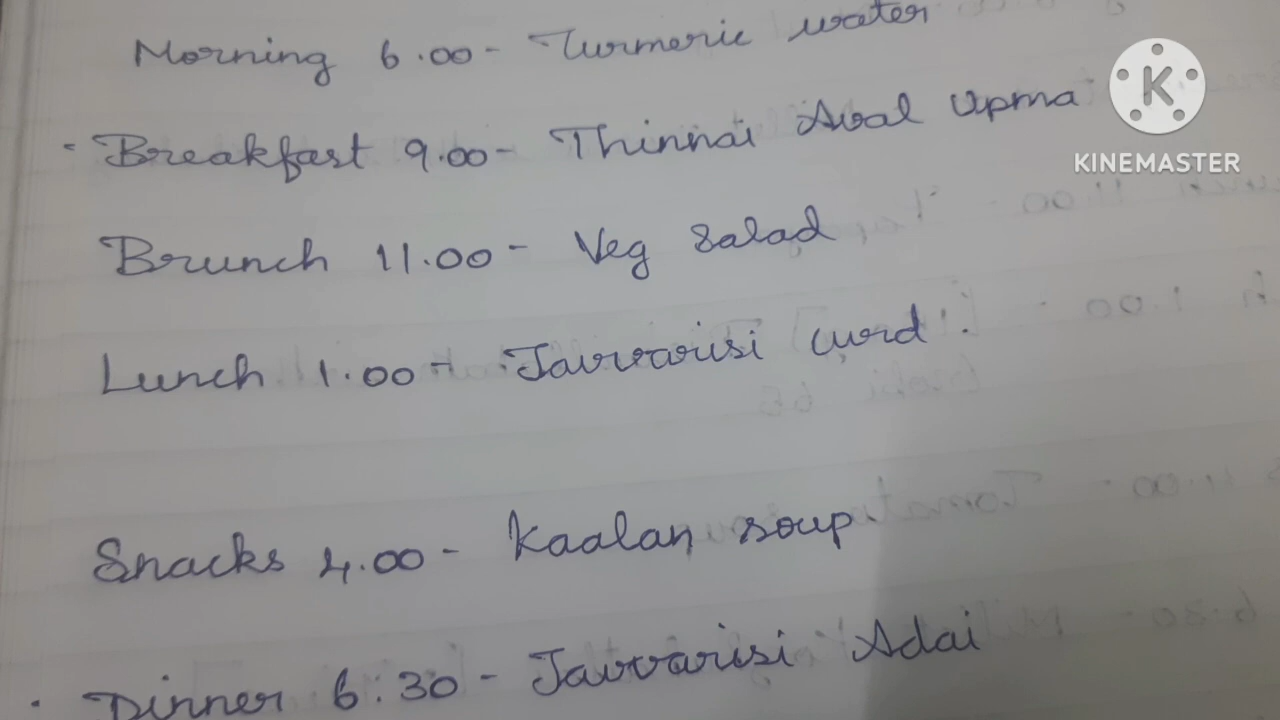 Morning 6.00- Turmeric water
Breakfast 9.00- Thinnai Aval Upma
Brunch 11.00- Veg Salad
Lunch 1.00- Javvarisi curd.
Snacks 4.00- Kaalan soup
Dinner 6:30- Javvarisi Adai
K
KINEMASTER